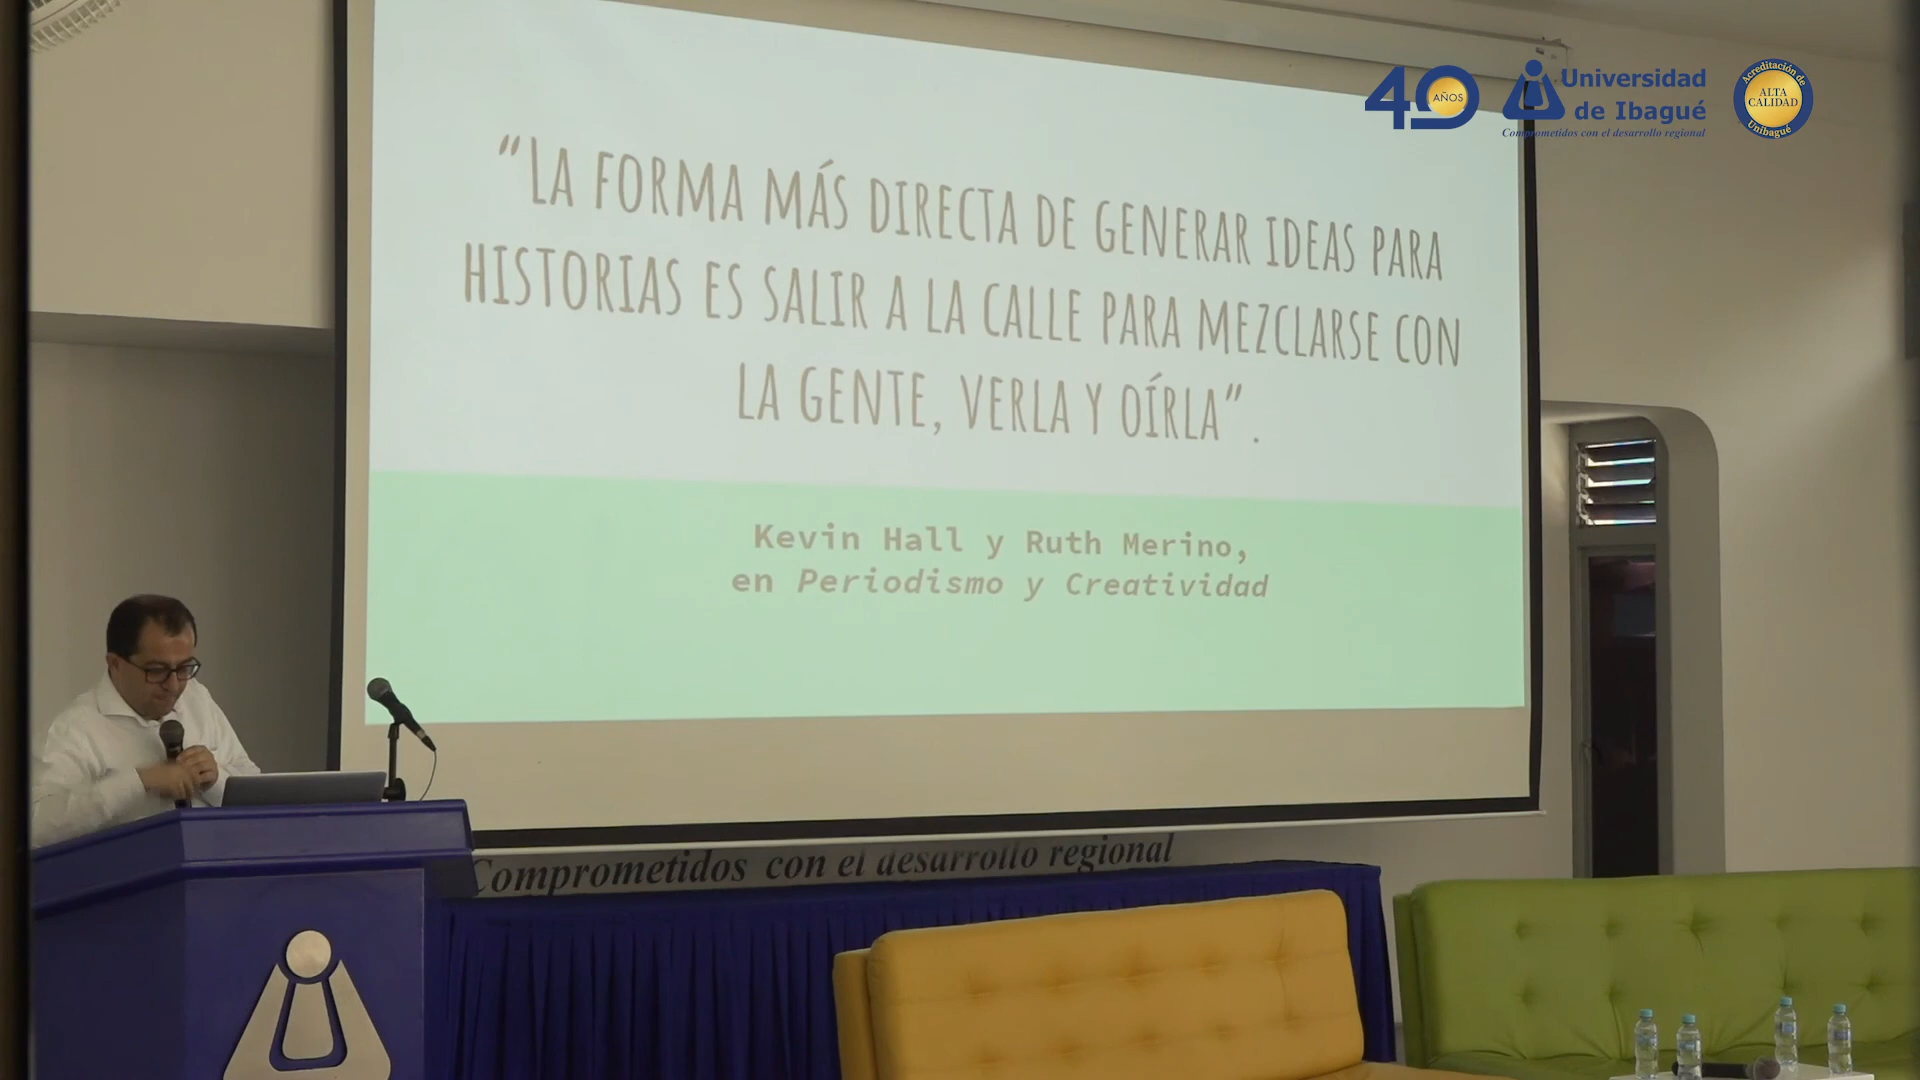 40 AÑOS
Universidad
de Ibagué
Comprometidos con el desarrollo regional
Acreditación de
ALTA
CALIDAD
Unibagué
“LA FORMA MÁS DIRECTA DE GENERAR IDEAS PARA
HISTORIAS ES SALIR A LA CALLE PARA MEZCLARSE CON
LA GENTE, VERLA Y OÍRLA” .
Kevin Hall y Ruth Merino,
en Periodismo y Creatividad
Comprometidos con el desarrollo regional